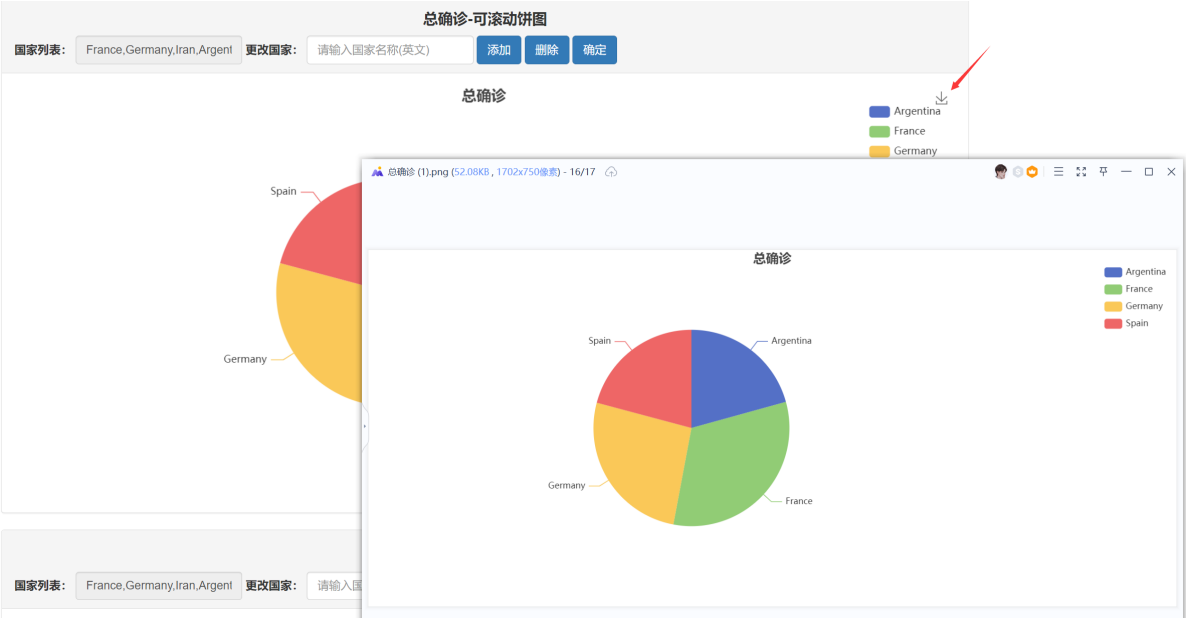 总确诊-可滚动饼图
国家列表： France,Germany,Iran,Argent 更改国家： 请输入国家名称(英文) 添加 删除 确定
总确诊
Argentina
France
Germany
Spain
Germany
总确诊 (1).png (52.08KB , 1702x750像素) - 16/17
总确诊
Argentina
France
Germany
Spain
Spain
Argentina
Germany
France
国家列表： France,Germany,Iran,Argent 更改国家： 请输入国